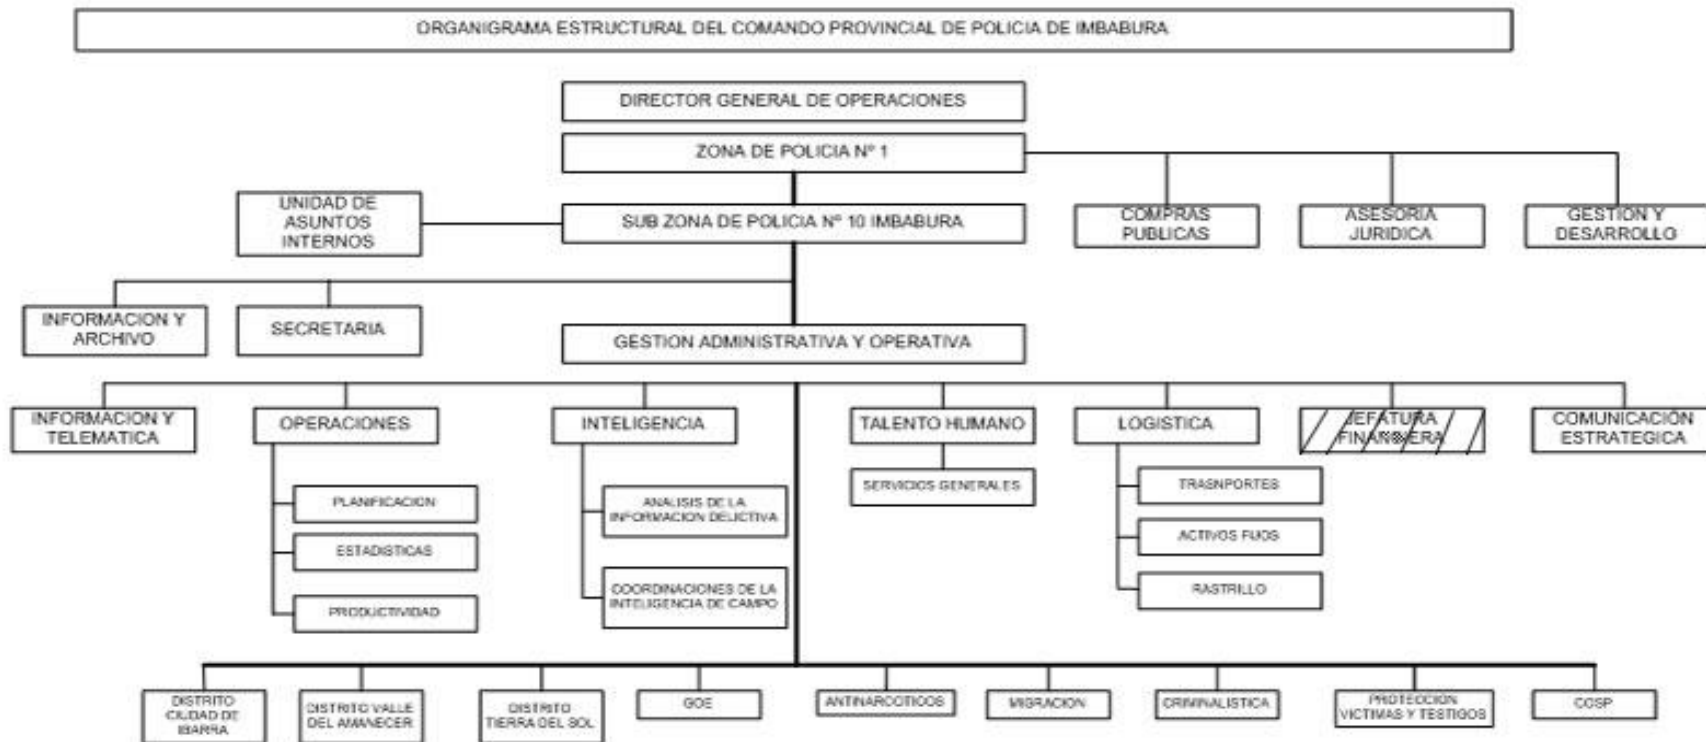 ORGANIGRAMA ESTRUCTURAL DEL COMANDO PROVINCIAL DE POLICIA DE IMBABURA
DIRECTOR GENERAL DE OPERACIONES
ZONA DE POLICIA Nº 1
UNIDAD DE
ASUNTOS
INTERNOS
SUB ZONA DE POLICIA Nº 10 IMBABURA
COMPRAS
PUBLICAS
ASESORIA
JURIDICA
GESTION Y
DESARROLLO
INFORMACION Y
ARCHIVO
SECRETARIA
GESTION ADMINISTRATIVA Y OPERATIVA
INFORMACION Y
TELEMATICA
OPERACIONES
INTELIGENCIA
TALENTO HUMANO
LOGISTICA
JEFATURA
FINANCIERA
COMUNICACIÓN
ESTRATEGICA
PLANIFICACION
ESTADISTICAS
PRODUCTIVIDAD
ANALISIS DE LA
INFORMACION DELICTIVA
COORDINACIONES DE LA
INTELIGENCIA DE CAMPO
SERVICIOS GENERALES
TRASNPORTES
ACTIVOS FIJOS
RASTRILLO
DISTRITO
CIUDAD DE
IBARRA
DISTRITO VALLE
DEL AMANECER
DISTRITO
TIERRA DEL SOL
GOE
ANTINARCOTICOS
MIGRACION
CRIMINALISTICA
PROTECCIÓN
VICTIMAS Y TESTIGOS
COSP